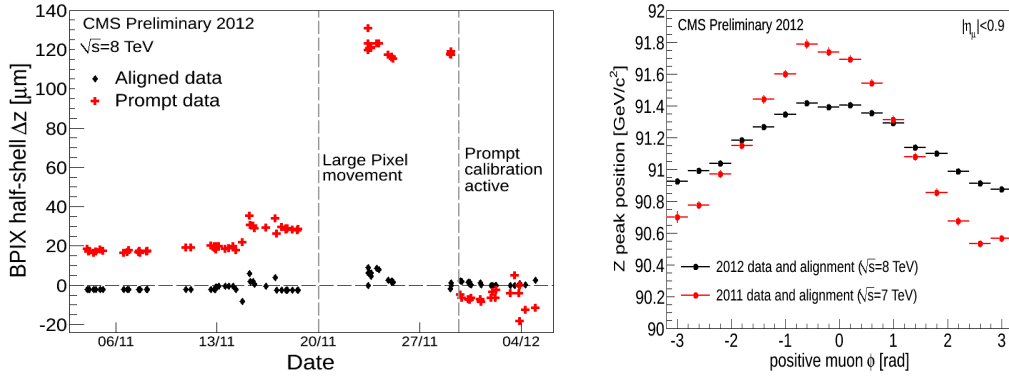 CMS Preliminary 2012
√s=8 TeV
Aligned data
Prompt data
Large Pixel
movement
Prompt
calibration
active
BPIX half-shell Δz [μm]
140
120
100
80
60
40
20
0
-20
06/11
13/11
20/11
27/11
04/12
Date
CMS Preliminary 2012
|η_μ|<0.9
Z peak position [GeV/c²]
92
91.8
91.6
91.4
91.2
91
90.8
90.6
90.4
90.2
90
2012 data and alignment (√s=8 TeV)
2011 data and alignment (√s=7 TeV)
-3
-2
-1
0
1
2
3
positive muon ϕ [rad]